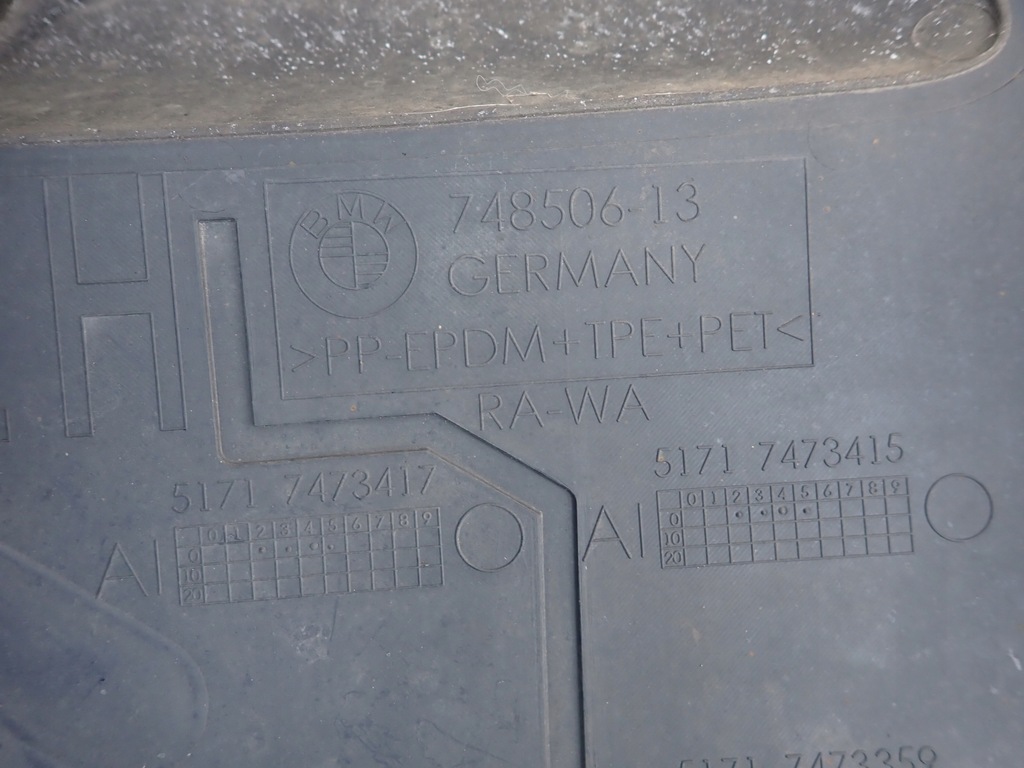 H
BMW
748506-13
GERMANY
>PP-EPDM+TPE+PET<
RA-WA
5171 7473417
5171 7473415
AI
0 1 2 3 4 5 6 7 8 9
0
10
20
AI
0 1 2 3 4 5 6 7 8 9
0
10
20
5171 7473359